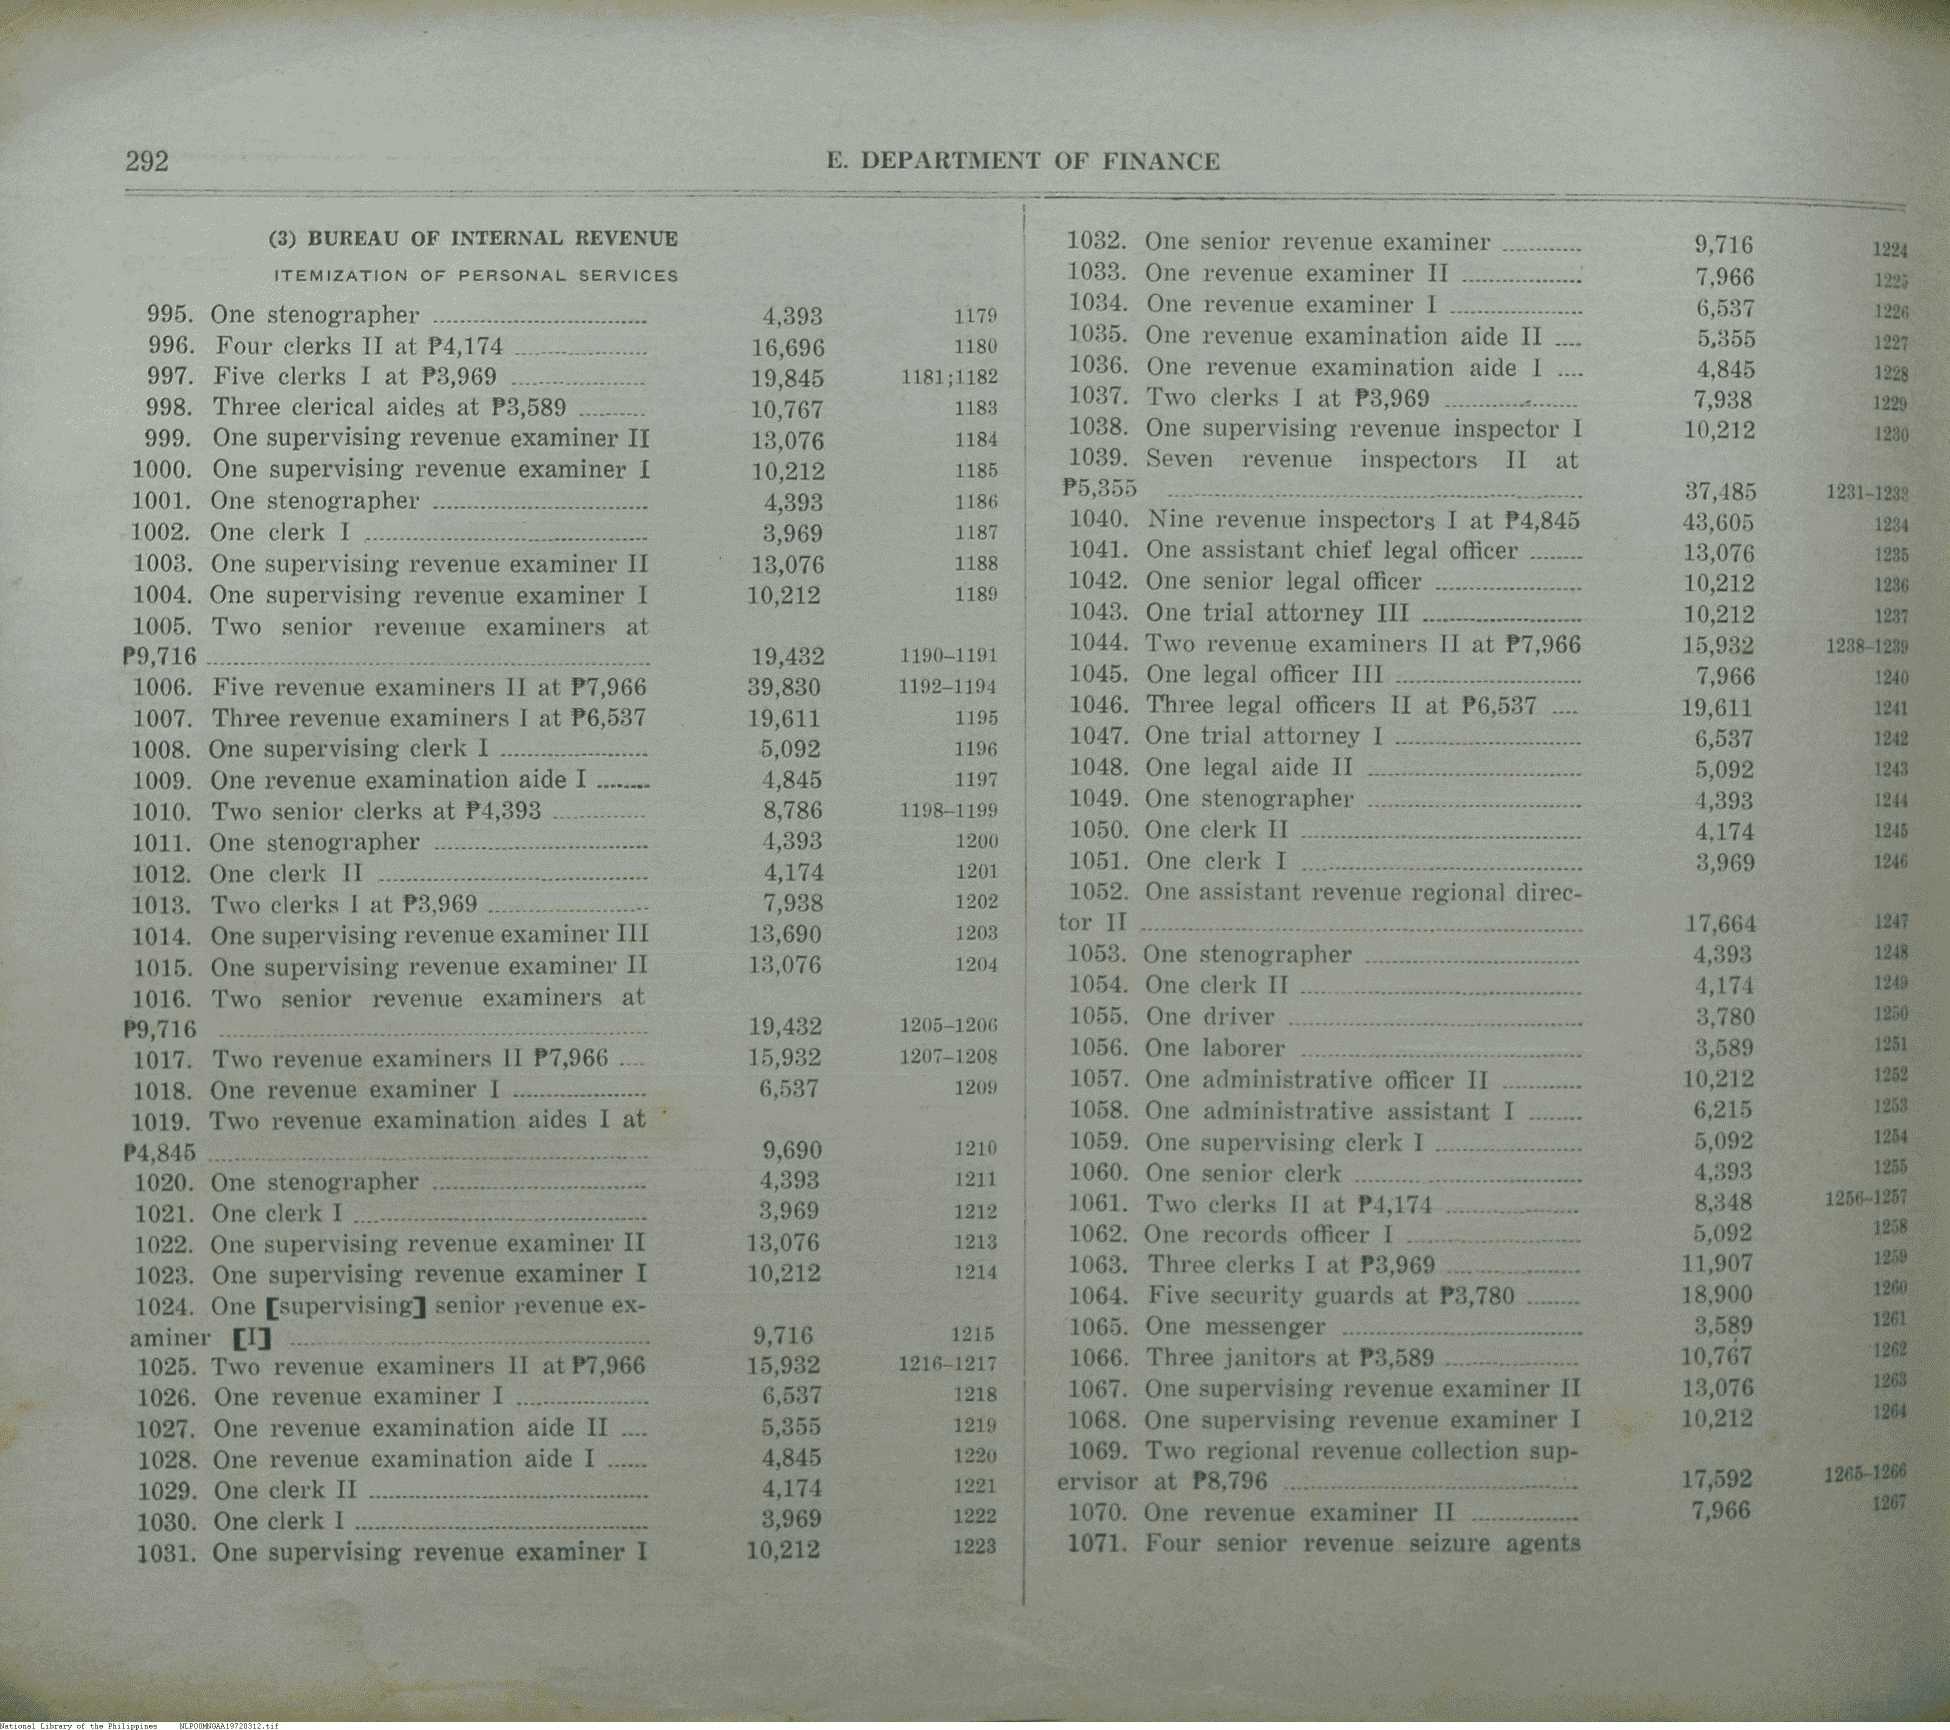 292
E. DEPARTMENT OF FINANCE
(3) BUREAU OF INTERNAL REVENUE
ITEMIZATION OF PERSONAL SERVICES
995. One stenographer ........ 4,393 1179
996. Four clerks II at ₱4,174 ........ 16,696 1180
997. Five clerks I at ₱3,969 ........ 19,845 1181;1182
998. Three clerical aides at ₱3,589 ........ 10,767 1183
999. One supervising revenue examiner II 13,076 1184
1000. One supervising revenue examiner I 10,212 1185
1001. One stenographer ........ 4,393 1186
1002. One clerk I ........ 3,969 1187
1003. One supervising revenue examiner II 13,076 1188
1004. One supervising revenue examiner I 10,212 1189
1005. Two senior revenue examiners at
₱9,716 ........ 19,432 1190–1191
1006. Five revenue examiners II at ₱7,966 39,830 1192–1194
1007. Three revenue examiners I at ₱6,537 19,611 1195
1008. One supervising clerk I ........ 5,092 1196
1009. One revenue examination aide I ........ 4,845 1197
1010. Two senior clerks at ₱4,393 ........ 8,786 1198–1199
1011. One stenographer ........ 4,393 1200
1012. One clerk II ........ 4,174 1201
1013. Two clerks I at ₱3,969 ........ 7,938 1202
1014. One supervising revenue examiner III 13,690 1203
1015. One supervising revenue examiner II 13,076 1204
1016. Two senior revenue examiners at
₱9,716 ........ 19,432 1205–1206
1017. Two revenue examiners II ₱7,966 .... 15,932 1207–1208
1018. One revenue examiner I ........ 6,537 1209
1019. Two revenue examination aides I at
₱4,845 ........ 9,690 1210
1020. One stenographer ........ 4,393 1211
1021. One clerk I ........ 3,969 1212
1022. One supervising revenue examiner II 13,076 1213
1023. One supervising revenue examiner I 10,212 1214
1024. One [supervising] senior revenue ex-
aminer [I] ........ 9,716 1215
1025. Two revenue examiners II at ₱7,966 15,932 1216–1217
1026. One revenue examiner I ........ 6,537 1218
1027. One revenue examination aide II .... 5,355 1219
1028. One revenue examination aide I ...... 4,845 1220
1029. One clerk II ........ 4,174 1221
1030. One clerk I ........ 3,969 1222
1031. One supervising revenue examiner I 10,212 1223
1032. One senior revenue examiner ........ 9,716 1224
1033. One revenue examiner II ........ 7,966 1225
1034. One revenue examiner I ........ 6,537 1226
1035. One revenue examination aide II .... 5,355 1227
1036. One revenue examination aide I .... 4,845 1228
1037. Two clerks I at ₱3,969 ........ 7,938 1229
1038. One supervising revenue inspector I 10,212 1230
1039. Seven revenue inspectors II at
₱5,355 ........ 37,485 1231–1233
1040. Nine revenue inspectors I at ₱4,845 43,605 1234
1041. One assistant chief legal officer ........ 13,076 1235
1042. One senior legal officer ........ 10,212 1236
1043. One trial attorney III ........ 10,212 1237
1044. Two revenue examiners II at ₱7,966 15,932 1238–1239
1045. One legal officer III ........ 7,966 1240
1046. Three legal officers II at ₱6,537 .... 19,611 1241
1047. One trial attorney I ........ 6,537 1242
1048. One legal aide II ........ 5,092 1243
1049. One stenographer ........ 4,393 1244
1050. One clerk II ........ 4,174 1245
1051. One clerk I ........ 3,969 1246
1052. One assistant revenue regional direc-
tor II ........ 17,664 1247
1053. One stenographer ........ 4,393 1248
1054. One clerk II ........ 4,174 1249
1055. One driver ........ 3,780 1250
1056. One laborer ........ 3,589 1251
1057. One administrative officer II ........ 10,212 1252
1058. One administrative assistant I ........ 6,215 1253
1059. One supervising clerk I ........ 5,092 1254
1060. One senior clerk ........ 4,393 1255
1061. Two clerks II at ₱4,174 ........ 8,348 1256–1257
1062. One records officer I ........ 5,092 1258
1063. Three clerks I at ₱3,969 ........ 11,907 1259
1064. Five security guards at ₱3,780 ........ 18,900 1260
1065. One messenger ........ 3,589 1261
1066. Three janitors at ₱3,589 ........ 10,767 1262
1067. One supervising revenue examiner II 13,076 1263
1068. One supervising revenue examiner I 10,212 1264
1069. Two regional revenue collection sup-
ervisor at ₱8,796 ........ 17,592 1265–1266
1070. One revenue examiner II ........ 7,966 1267
1071. Four senior revenue seizure agents
National Library of the Philippines NLPOOMNGAA19720312.tif